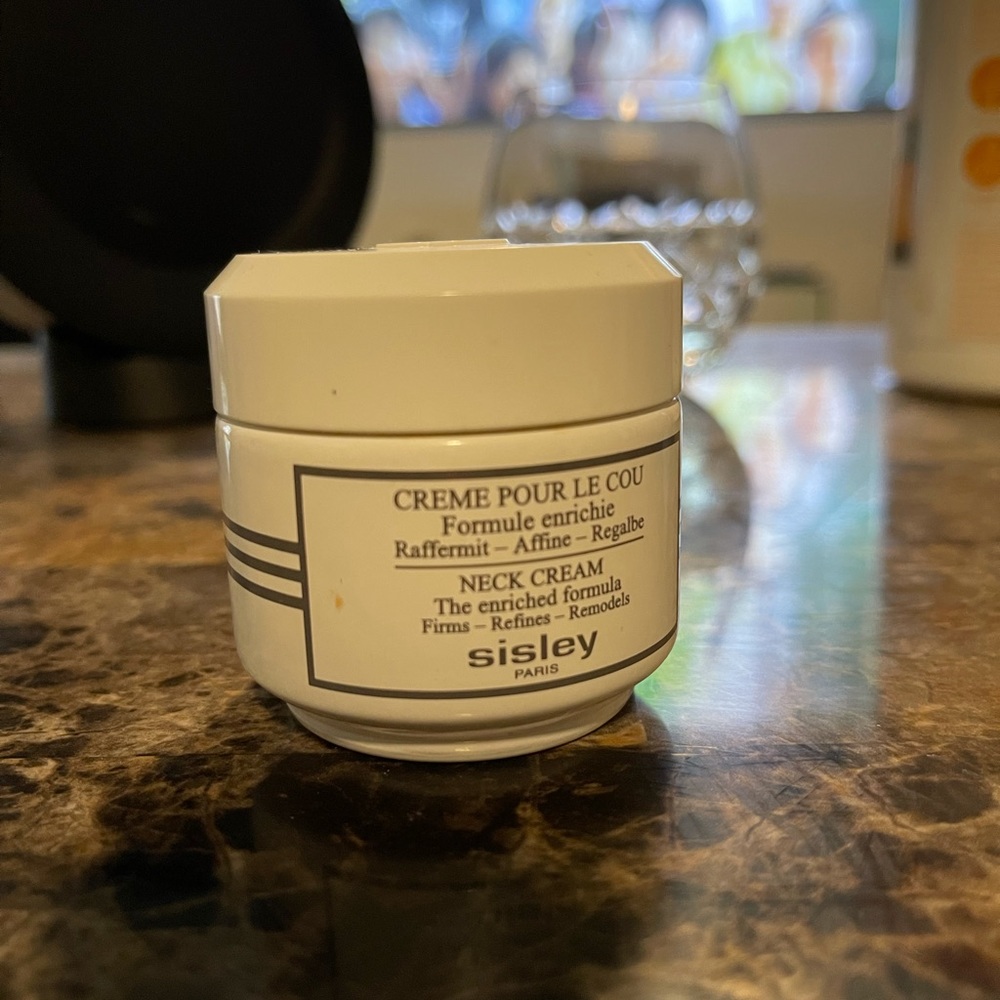 CREME POUR LE COU
Formule enrichie
Raffermit – Affine – Regalbe
NECK CREAM
The enriched formula
Firms – Refines – Remodels
sisley
PARIS